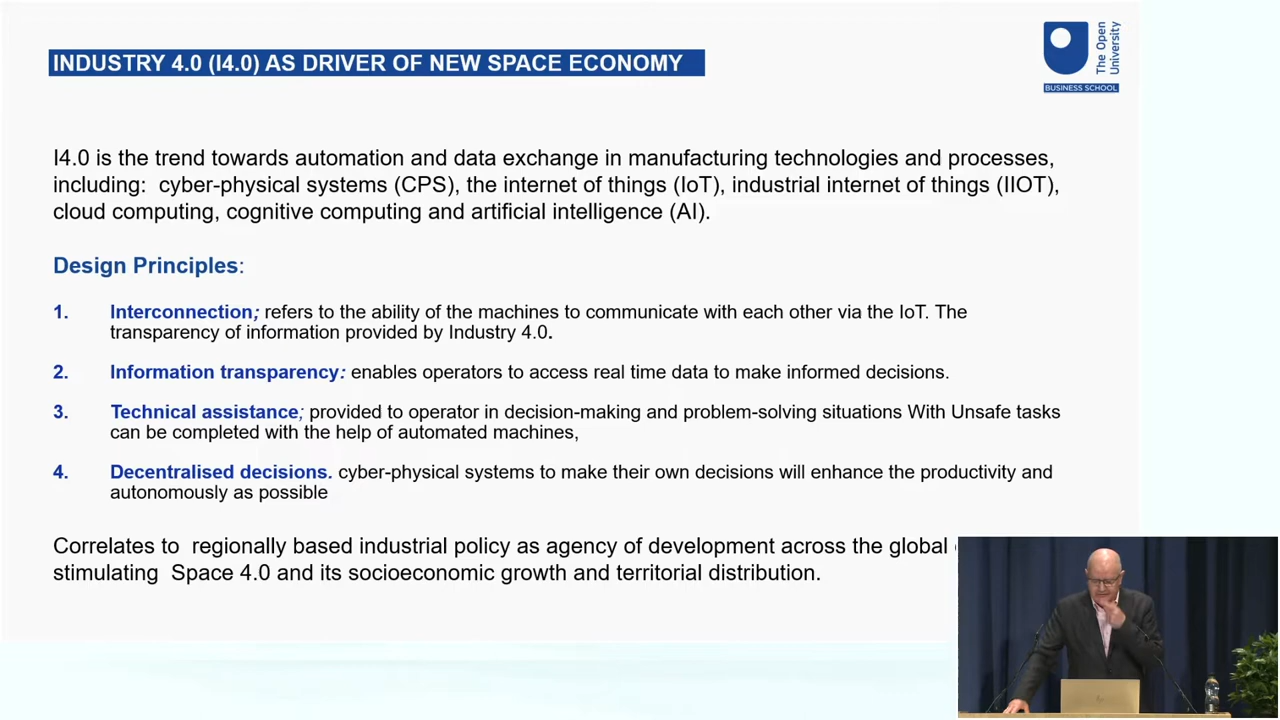 INDUSTRY 4.0 (I4.0) AS DRIVER OF NEW SPACE ECONOMY
The Open
University
BUSINESS SCHOOL
I4.0 is the trend towards automation and data exchange in manufacturing technologies and processes,
including:  cyber-physical systems (CPS), the internet of things (IoT), industrial internet of things (IIOT),
cloud computing, cognitive computing and artificial intelligence (AI).
Design Principles:
1. Interconnection; refers to the ability of the machines to communicate with each other via the IoT. The
transparency of information provided by Industry 4.0.
2. Information transparency: enables operators to access real time data to make informed decisions.
3. Technical assistance; provided to operator in decision-making and problem-solving situations With Unsafe tasks
can be completed with the help of automated machines,
4. Decentralised decisions. cyber-physical systems to make their own decisions will enhance the productivity and
autonomously as possible
Correlates to  regionally based industrial policy as agency of development across the global
stimulating  Space 4.0 and its socioeconomic growth and territorial distribution.